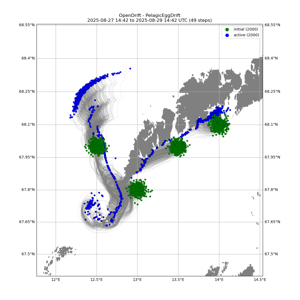 OpenDrift - PelagicEggDrift
2025-08-27 14:42 to 2025-08-29 14:42 UTC (49 steps)
initial (2000)
active (2000)
68.55°N
68.55°N
68.4°N
68.4°N
68.25°N
68.25°N
68.1°N
68.1°N
67.95°N
67.95°N
67.8°N
67.8°N
67.65°N
67.65°N
67.5°N
67.5°N
12°E
12.5°E
13°E
13.5°E
14°E
14.5°E